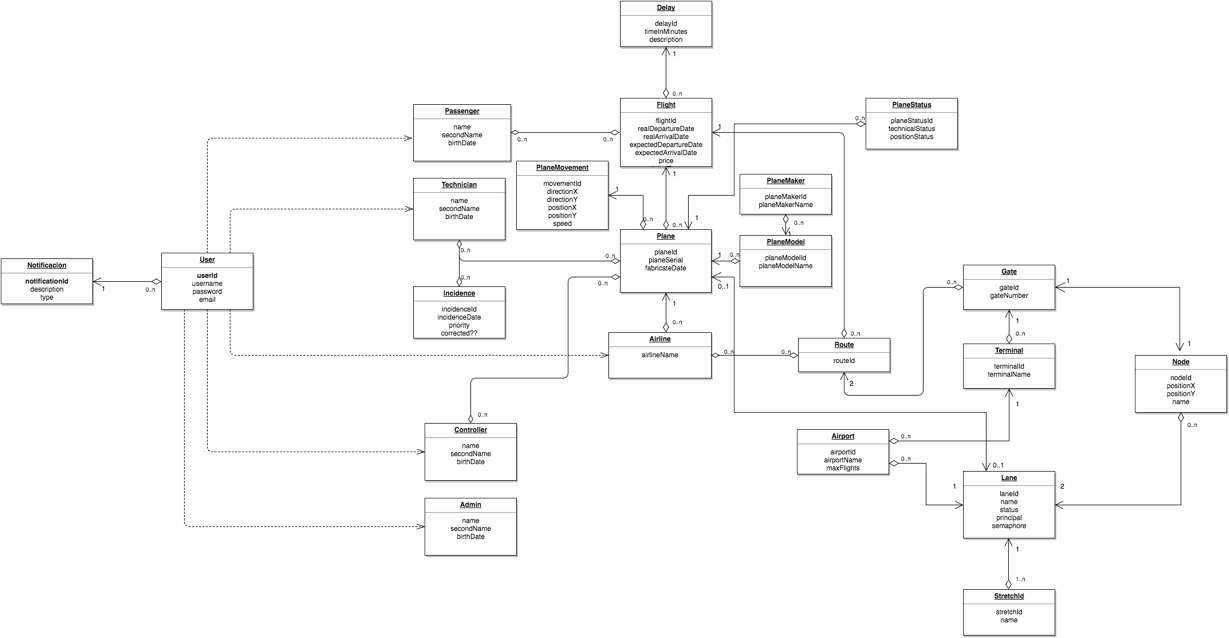 Delay
delayId
timeInMinutes
description
1
0..n
Flight
flightId
realDepartureDate
realArrivalDate
expectedDepartureDate
expectedArrivalDate
price
1
PlaneStatus
planeStatusId
technicalStatus
positionStatus
0..n
Passenger
name
secondName
birthDate
0..n
0..n
PlaneMovement
movementId
directionX
directionY
positionX
positionY
speed
1
0..n
1
0..n
1
PlaneMaker
planeMakerId
planeMakerName
0..n
1
Technician
name
secondName
birthDate
0..n
0..n
Plane
planeId
planeSerial
fabricateDate
0..n
0..n
1
0..n
0..1
PlaneModel
planeModelId
planeModelName
Notificacion
notificationId
description
type
1
0..n
User
userId
username
password
email
Incidence
incidenceId
incidenceDate
priority
corrected??
Gate
gateId
gateNumber
0..n
1
1
0..n
1
0..n
Airline
airlineName
0..n
0..n
0..n
Route
routeId
2
Terminal
terminalId
terminalName
1
1
Node
nodeId
positionX
positionY
name
0..n
Controller
name
secondName
birthDate
0..n
Airport
airportId
airportName
maxFlights
0..n
0..n
0..1
1
2
Lane
laneId
name
status
principal
semaphore
1
1..n
Admin
name
secondName
birthDate
StretchId
stretchId
name